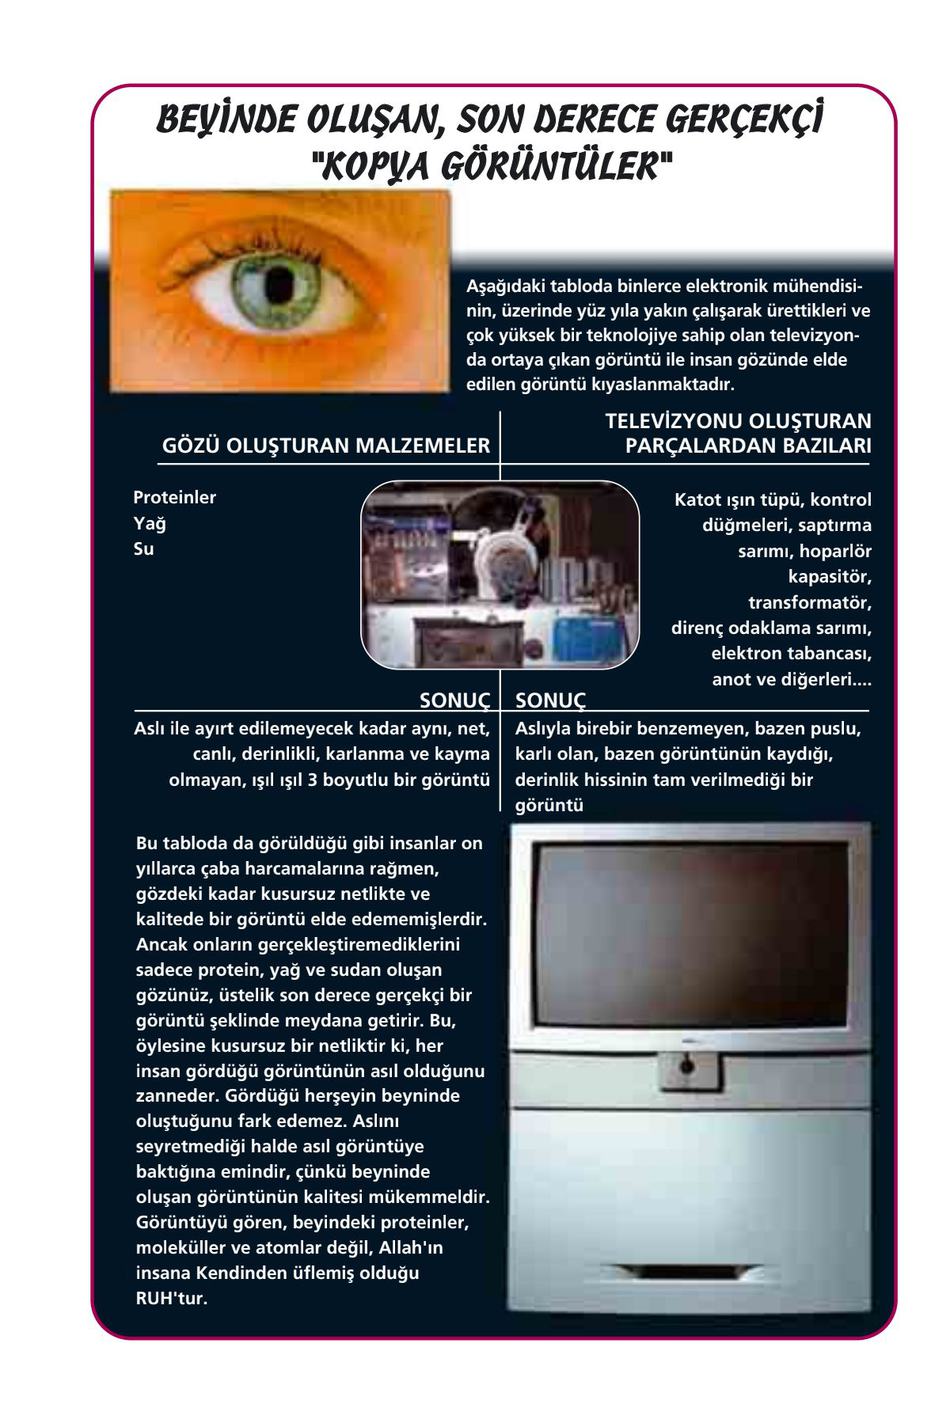 BEYİNDE OLUŞAN, SON DERECE GERÇEKÇİ
"KOPYA GÖRÜNTÜLER"
Aşağıdaki tabloda binlerce elektronik mühendisi-
nin, üzerinde yüz yıla yakın çalışarak ürettikleri ve
çok yüksek bir teknolojiye sahip olan televizyon-
da ortaya çıkan görüntü ile insan gözünde elde
edilen görüntü kıyaslanmaktadır.
GÖZÜ OLUŞTURAN MALZEMELER
Proteinler
Yağ
Su
TELEVİZYONU OLUŞTURAN
PARÇALARDAN BAZILARI
Katot ışın tüpü, kontrol
düğmeleri, saptırma
sarımı, hoparlör
kapasitör,
transformatör,
direnç odaklama sarımı,
elektron tabancası,
anot ve diğerleri....
SONUÇ
Aslı ile ayırt edilemeyecek kadar aynı, net,
canlı, derinlikli, karlanma ve kayma
olmayan, ışıl ışıl 3 boyutlu bir görüntü
SONUÇ
Aslıyla birebir benzemeyen, bazen puslu,
karlı olan, bazen görüntünün kaydığı,
derinlik hissinin tam verilmediği bir
görüntü
Bu tabloda da görüldüğü gibi insanlar on
yıllarca çaba harcamalarına rağmen,
gözdeki kadar kusursuz netlikte ve
kalitede bir görüntü elde edememişlerdir.
Ancak onların gerçekleştiremediklerini
sadece protein, yağ ve sudan oluşan
gözünüz, üstelik son derece gerçekçi bir
görüntü şeklinde meydana getirir. Bu,
öylesine kusursuz bir netliktir ki, her
insan gördüğü görüntünün asıl olduğunu
zanneder. Gördüğü herşeyin beyninde
oluştuğunu fark edemez. Aslını
seyretmediği halde asıl görüntüye
baktığına emindir, çünkü beyninde
oluşan görüntünün kalitesi mükemmeldir.
Görüntüyü gören, beyindeki proteinler,
moleküller ve atomlar değil, Allah'ın
insana Kendinden üflemiş olduğu
RUH'tur.